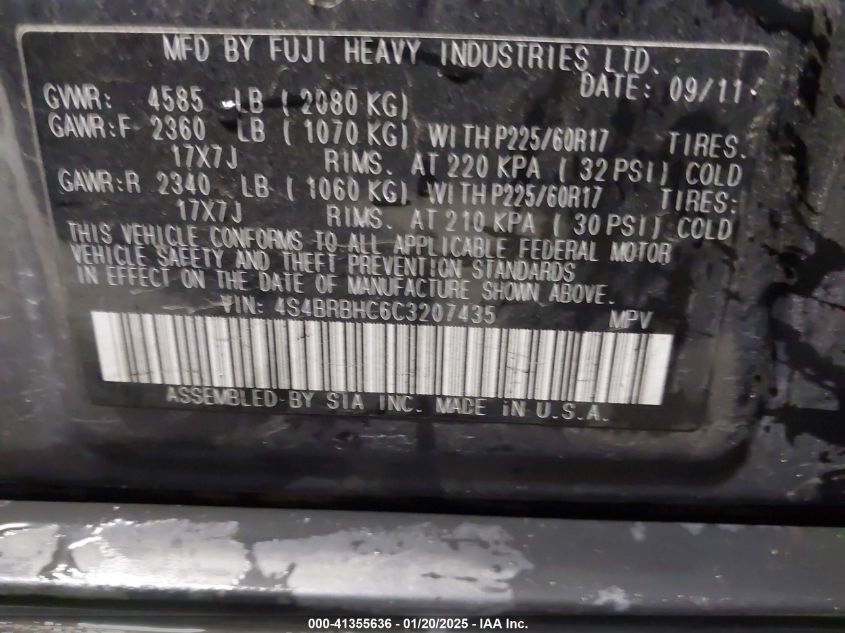 MFD BY FUJI HEAVY INDUSTRIES LTD.
DATE: 09/11
GVWR: 4585 LB ( 2080 KG)
GAWR:F 2360 LB ( 1070 KG) WITH P225/60R17 TIRES.
17X7J RIMS. AT 220 KPA ( 32 PSI) COLD
GAWR:R 2340 LB ( 1060 KG) WITH P225/60R17 TIRES:
17X7J RIMS. AT 210 KPA ( 30 PSI) COLD
THIS VEHICLE CONFORMS TO ALL APPLICABLE FEDERAL MOTOR
VEHICLE SAFETY AND THEFT PREVENTION STANDARDS
IN EFFECT ON THE DATE OF MANUFACTURE SHOWN ABOVE.
VIN: 4S4BRBHC6C3207435 MPV
ASSEMBLED BY SIA INC. MADE IN U.S.A.
000-41355636 - 01/20/2025 - IAA Inc.